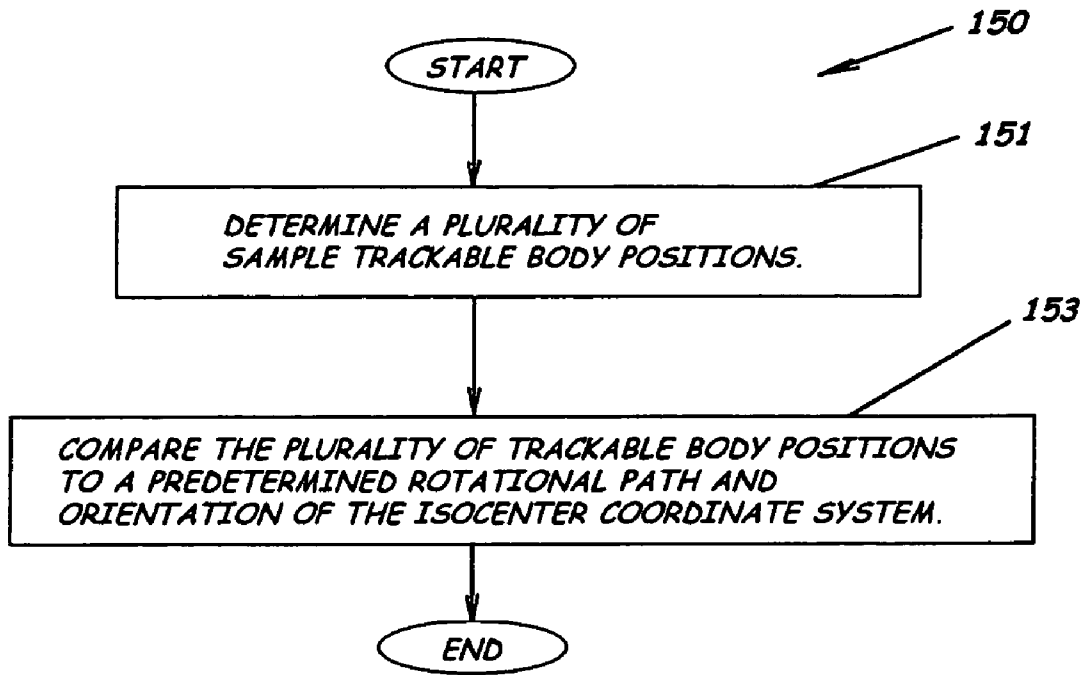 150
START
151
DETERMINE A PLURALITY OF
SAMPLE TRACKABLE BODY POSITIONS.
153
COMPARE THE PLURALITY OF TRACKABLE BODY POSITIONS
TO A PREDETERMINED ROTATIONAL PATH AND
ORIENTATION OF THE ISOCENTER COORDINATE SYSTEM.
END